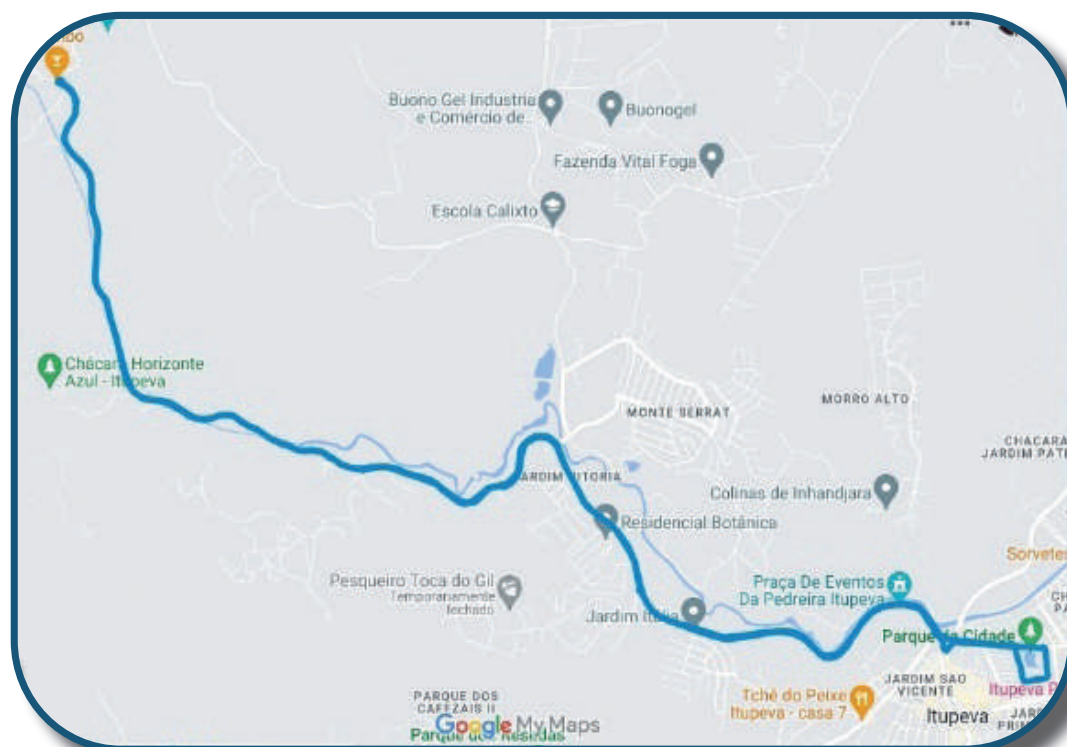 Buono Gel Industria
e Comércio de...
Buonogel
Fazenda Vital Foga
Escola Calixto
Chácara Horizonte
Azul - Itupeva
MONTE SERRAT
MORRO ALTO
CHACARA
JARDIM PATI
JARDIM VITORIA
Colinas de Inhandjara
Residencial Botânica
Sorvetes
Pesqueiro Toca do Gil
Temporariamente
fechado
Praça De Eventos
Da Pedreira Itupeva
Jardim Itália
Parque da Cidade
JARDIM SAO
VICENTE
Itupeva P
Tchê do Peixe
Itupeva - casa 7
Itupeva
PARQUE DOS
CAFEZAIS II
Google My Maps